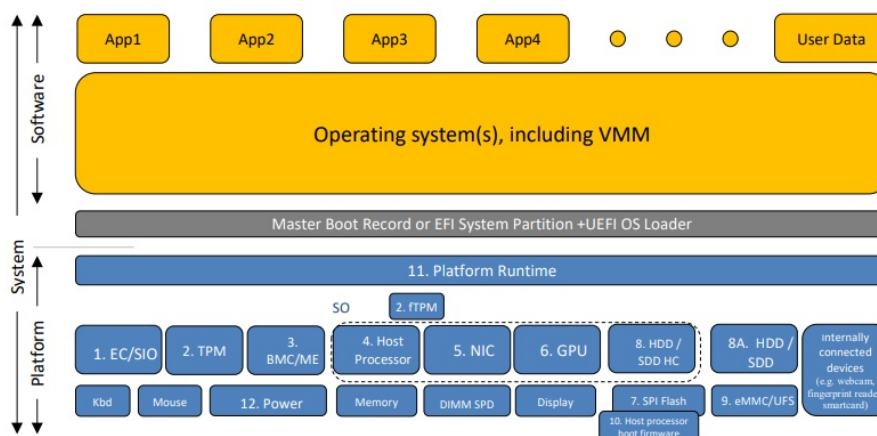 App1
App2
App3
App4
User Data
Software
Operating system(s), including VMM
Master Boot Record or EFI System Partition +UEFI OS Loader
System
Platform
11. Platform Runtime
SO
2. fTPM
1. EC/SIO
2. TPM
3.
BMC/ME
4. Host
Processor
5. NIC
6. GPU
8. HDD /
SDD HC
8A. HDD /
SDD
Internally
connected
devices
(e.g. webcam,
fingerprint reade
smartcard)
Kbd
Mouse
12. Power
Memory
DIMM SPD
Display
7. SPI Flash
9. eMMC/UFS
10. Host processor
boot firmware